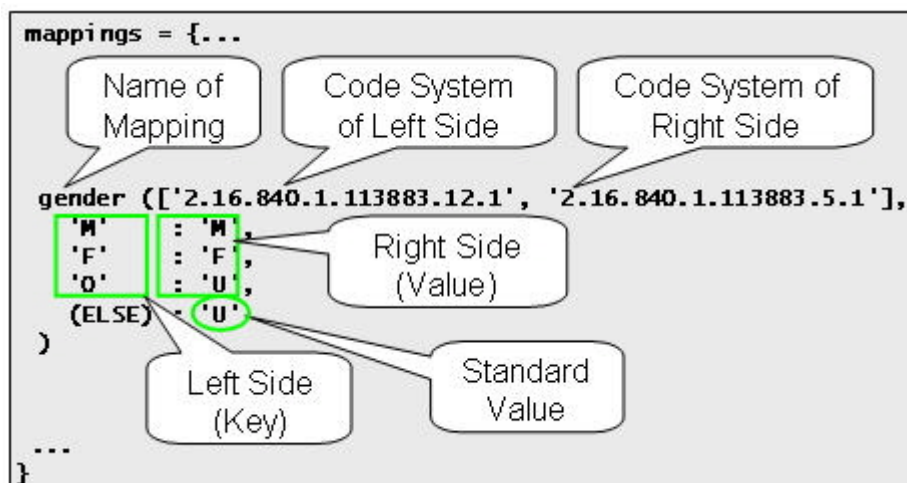 mappings = {...
Name of
Mapping
Code System
of Left Side
Code System of
Right Side
gender (['2.16.840.1.113883.12.1', '2.16.840.1.113883.5.1'],
'M' : 'M',
'F' : 'F',
'O' : 'U',
(ELSE) : 'U'
)
Right Side
(Value)
Left Side
(Key)
Standard
Value
...
}